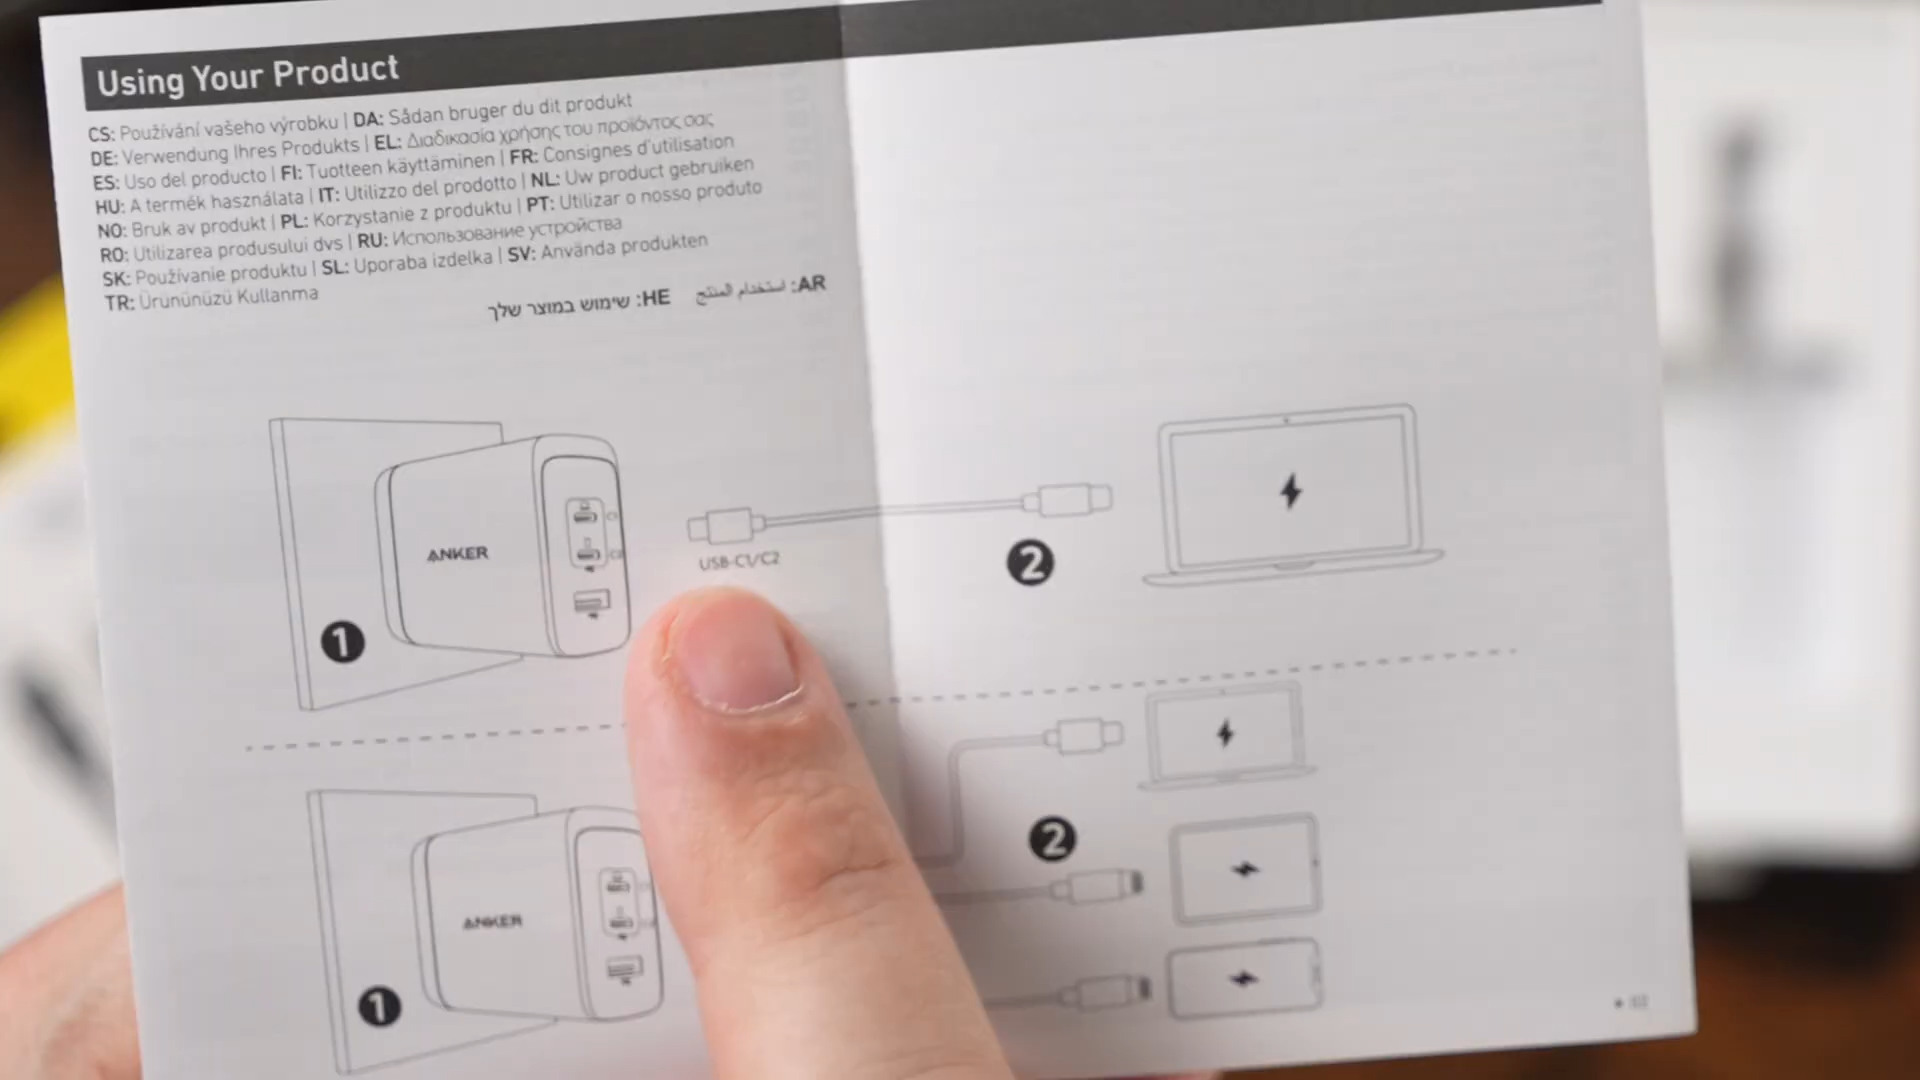 Using Your Product
CS: Používání vašeho výrobku | DA: Sådan bruger du dit produkt
DE: Verwendung Ihres Produkts | EL: Διαδικασία χρήσης του προϊόντος σας
ES: Uso del producto | FI: Tuotteen käyttäminen | FR: Consignes d'utilisation
HU: A termék használata | IT: Utilizzo del prodotto | NL: Uw product gebruiken
NO: Bruk av produkt | PL: Korzystanie z produktu | PT: Utilizar o nosso produto
RO: Utilizarea produsului dvs | RU: Использование устройства
SK: Používanie produktu | SL: Uporaba izdelka | SV: Använda produkten
TR: Ürününüzü Kullanma
AR: استخدام المنتج HE: שימוש במוצר שלך
ANKER
USB-C1/C2
1
2
ANKER
1
2